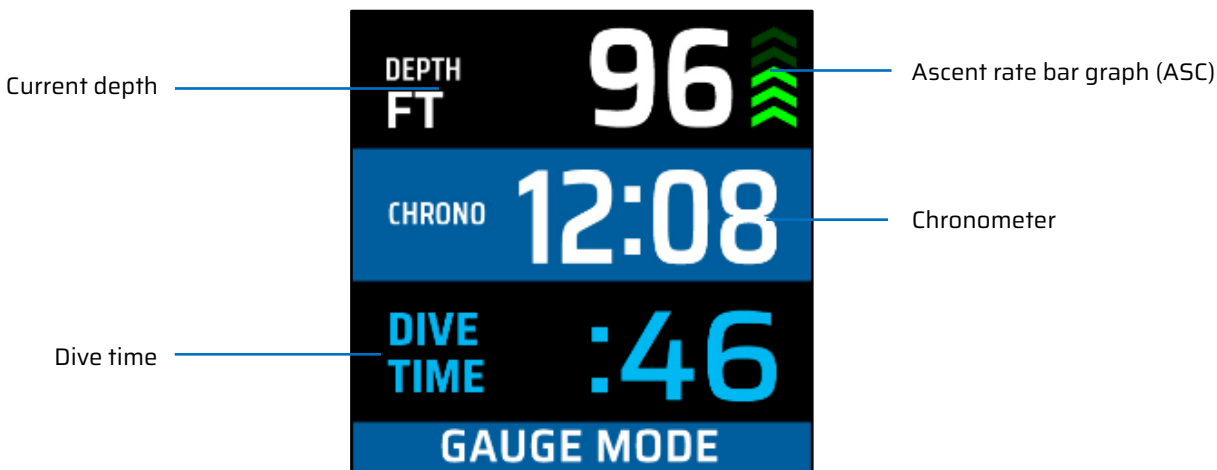 Current depth
DEPTH
FT
96
Ascent rate bar graph (ASC)
CHRONO
12:08
Chronometer
Dive time
DIVE
TIME
:46
GAUGE MODE